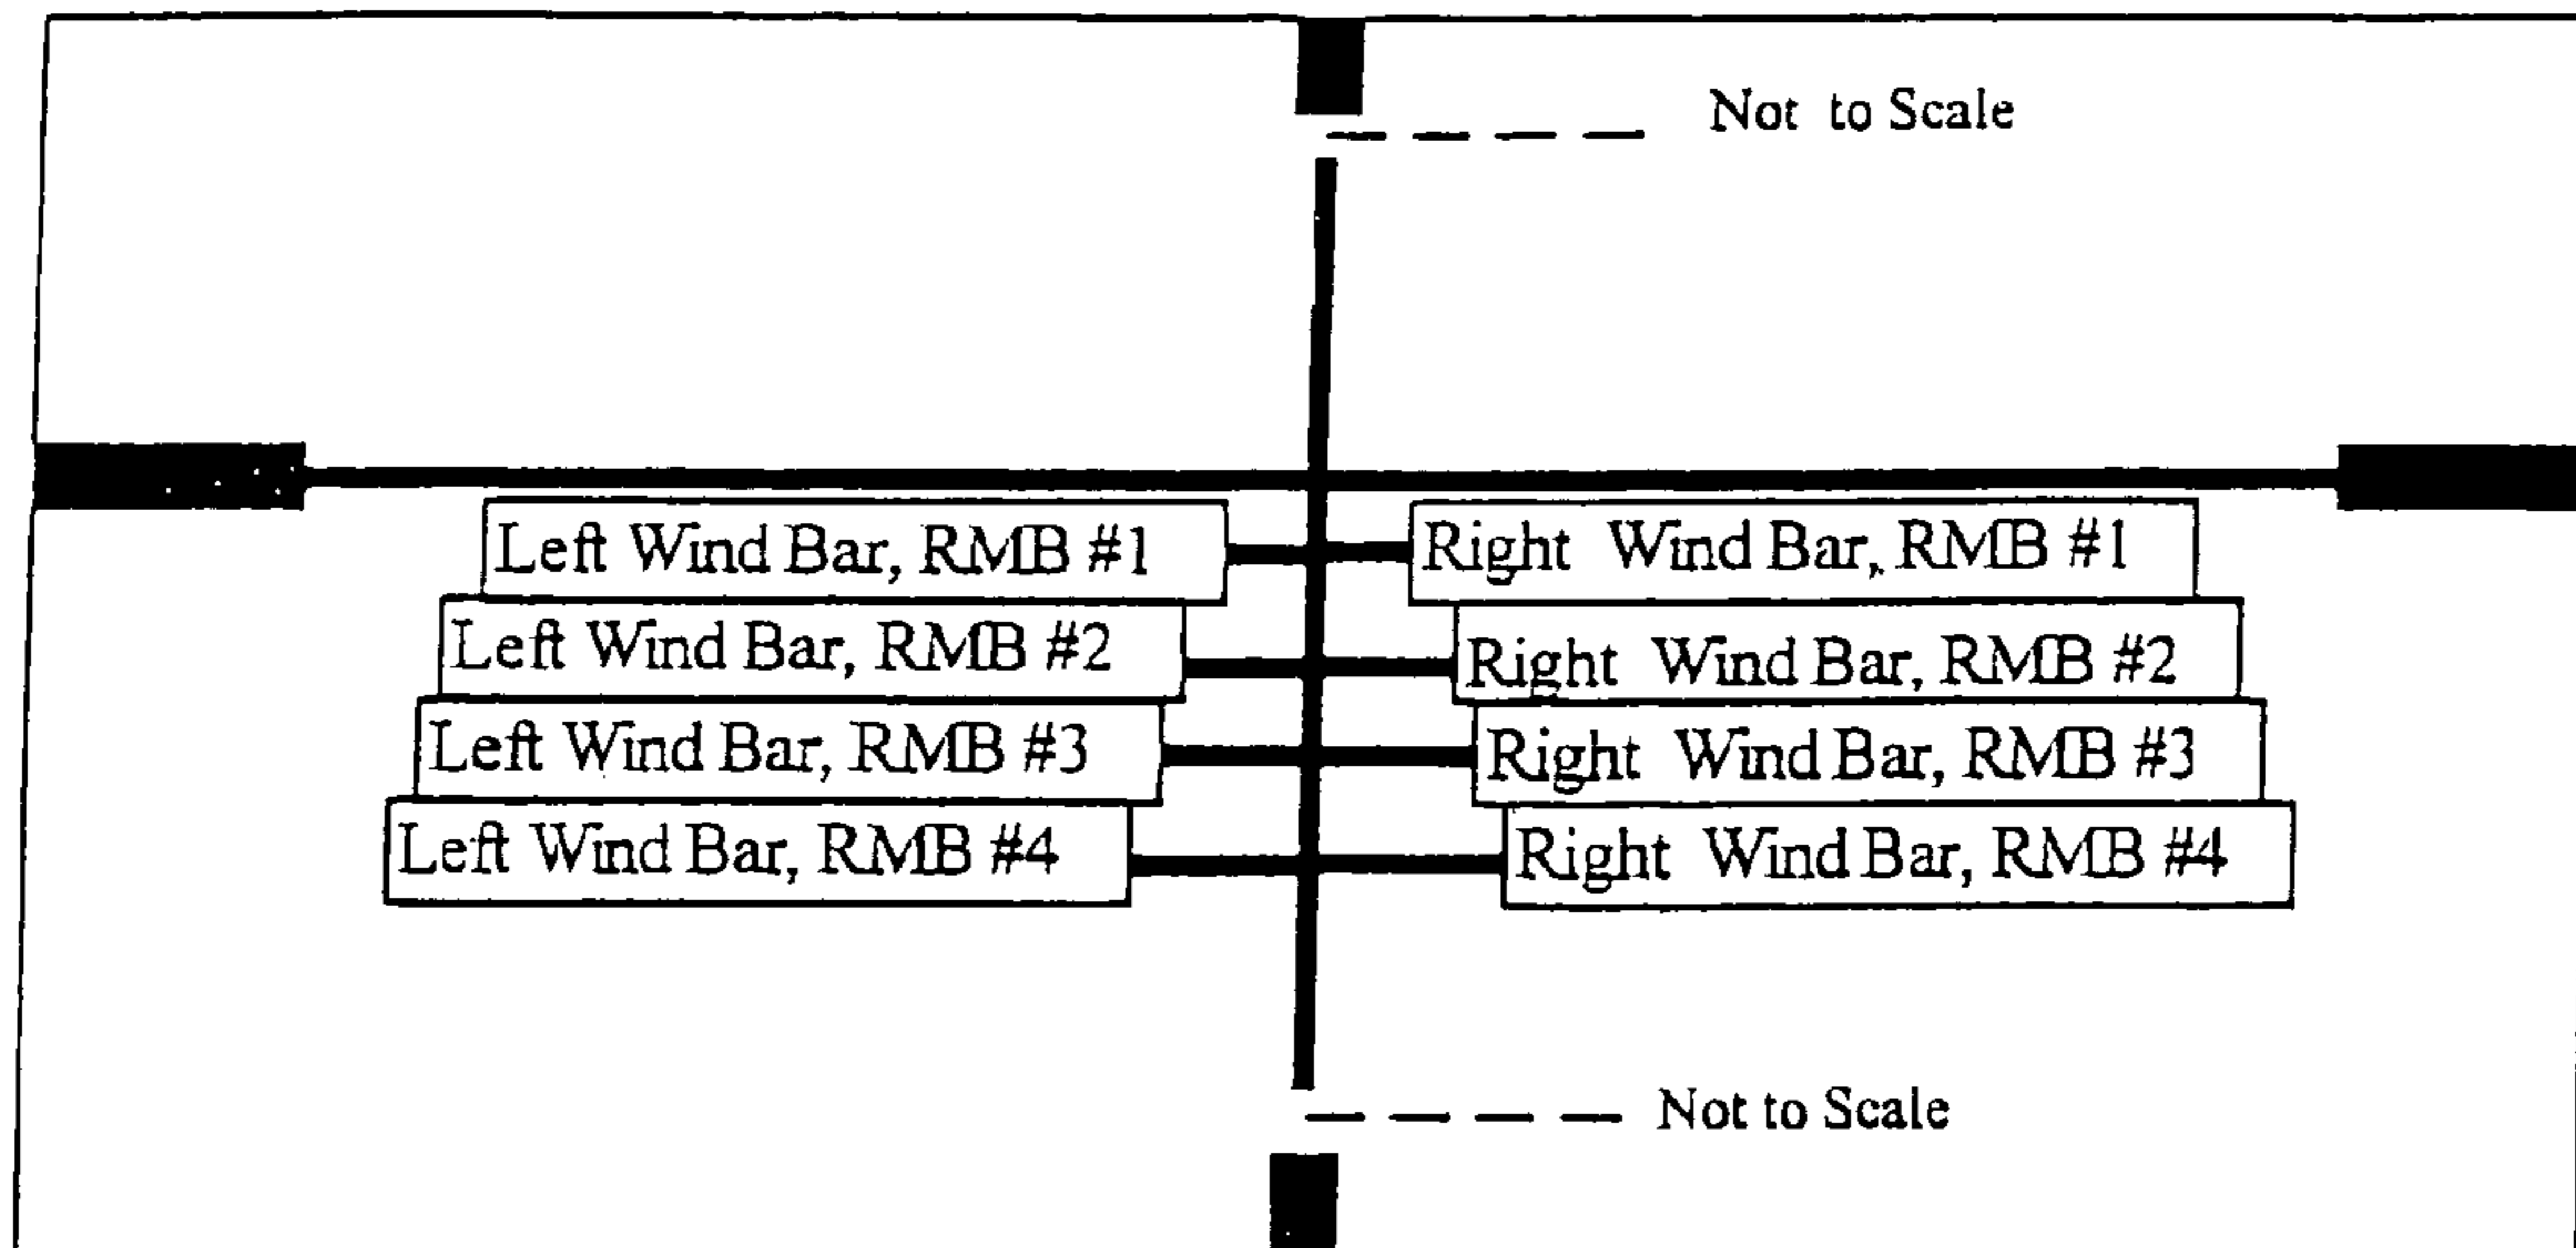 Not to Scale
Left Wind Bar, RMB #1
Right Wind Bar, RMB #1
Left Wind Bar, RMB #2
Right Wind Bar, RMB #2
Left Wind Bar, RMB #3
Right Wind Bar, RMB #3
Left Wind Bar, RMB #4
Right Wind Bar, RMB #4
Not to Scale